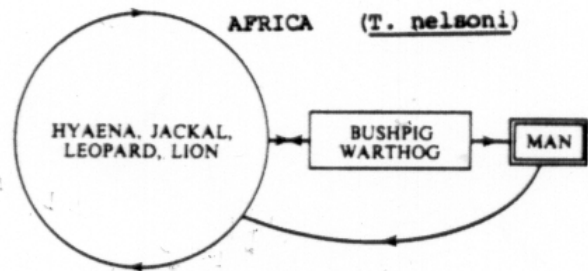 AFRICA (T. nelsoni)
HYAENA, JACKAL,
LEOPARD, LION
BUSHPIG
WARTHOG
MAN